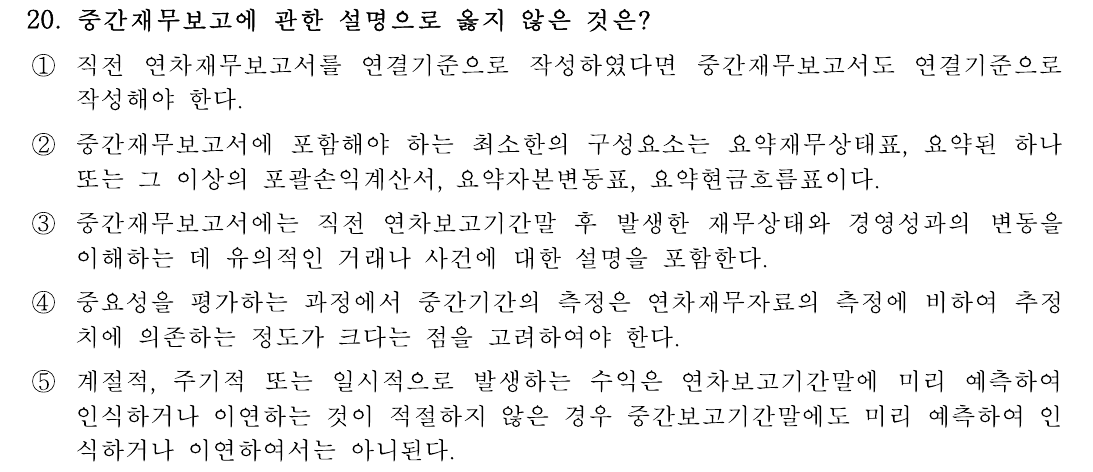 20. 중간재무보고에 관한 설명으로 옳지 않은 것은?
① 직전 연차재무보고서를 연결기준으로 작성하였다면 중간재무보고서도 연결기준으로
작성해야 한다.
② 중간재무보고서에 포함해야 하는 최소한의 구성요소는 요약재무상태표, 요약된 하나
또는 그 이상의 포괄손익계산서, 요약자본변동표, 요약현금흐름표이다.
③ 중간재무보고서에는 직전 연차보고기간말 후 발생한 재무상태와 경영성과의 변동을
이해하는 데 유의적인 거래나 사건에 대한 설명을 포함한다.
④ 중요성을 평가하는 과정에서 중간기간의 측정은 연차재무자료의 측정에 비하여 추정
치에 의존하는 정도가 크다는 점을 고려하여야 한다.
⑤ 계절적, 주기적 또는 일시적으로 발생하는 수익은 연차보고기간말에 미리 예측하여
인식하거나 이연하는 것이 적절하지 않은 경우 중간보고기간말에도 미리 예측하여 인
식하거나 이연하여서는 아니된다.